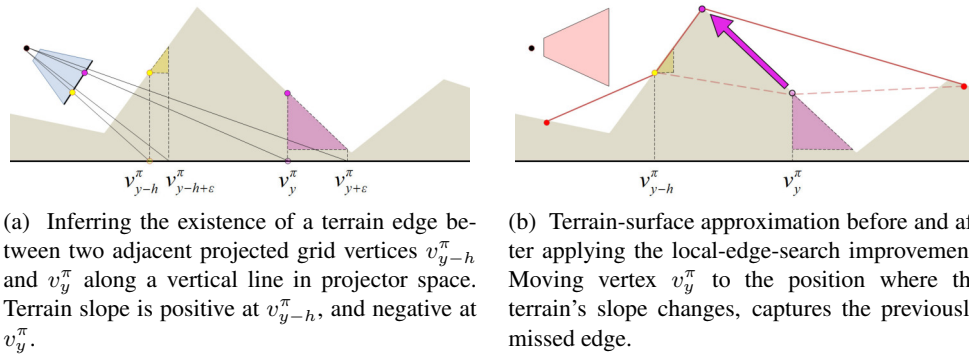 v^π_{y−h} v^π_{y−h+ε} v^π_y v^π_{y+ε}
v^π_{y−h} v^π_y
(a) Inferring the existence of a terrain edge be-
tween two adjacent projected grid vertices v^π_{y−h}
and v^π_y along a vertical line in projector space.
Terrain slope is positive at v^π_{y−h}, and negative at
v^π_y.
(b) Terrain-surface approximation before and af-
ter applying the local-edge-search improvemen
Moving vertex v^π_y to the position where th
terrain's slope changes, captures the previousl
missed edge.